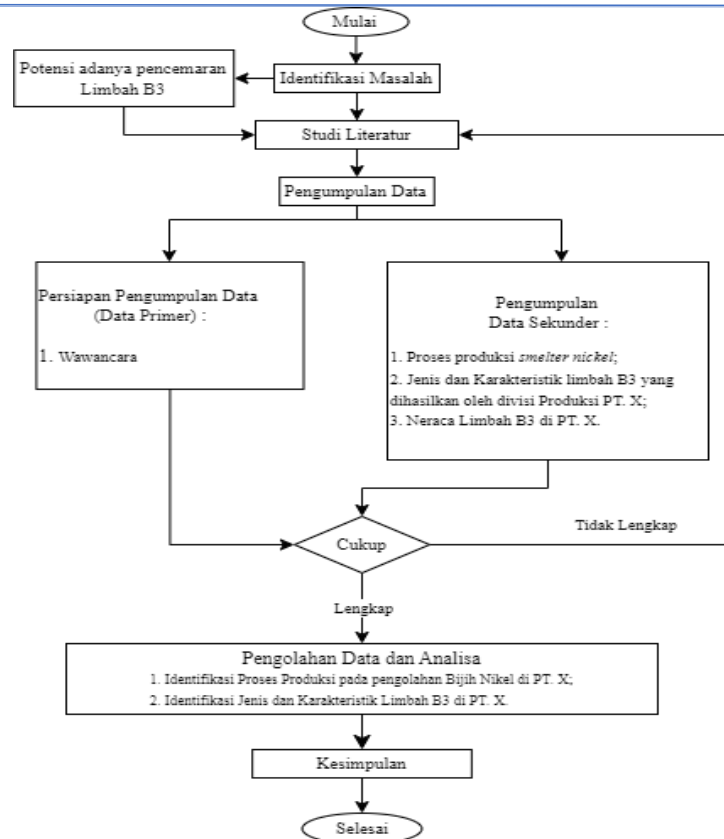 Mulai
Potensi adanya pencemaran
Limbah B3
Identifikasi Masalah
Studi Literatur
Pengumpulan Data
Persiapan Pengumpulan Data
(Data Primer) :
1. Wawancara
Pengumpulan
Data Sekunder :
1. Proses produksi smelter nickel;
2. Jenis dan Karakteristik limbah B3 yang
dihasilkan oleh divisi Produksi PT. X;
3. Neraca Limbah B3 di PT. X.
Cukup
Tidak Lengkap
Lengkap
Pengolahan Data dan Analisa
1. Identifikasi Proses Produksi pada pengolahan Bijih Nikel di PT. X;
2. Identifikasi Jenis dan Karakteristik Limbah B3 di PT. X.
Kesimpulan
Selesai